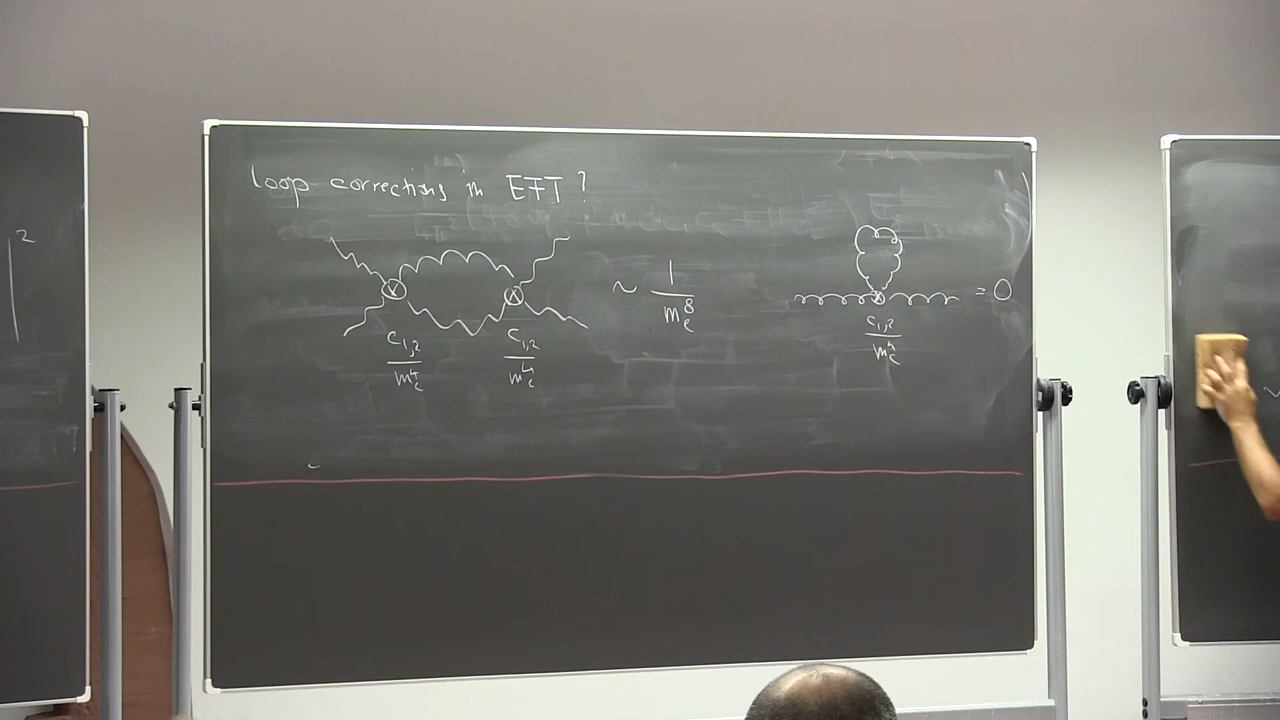 loop corrections in EFT ?
~ 1/m_e^8
= 0
c_{1,2}/m_e^4
c_{1,2}/m_e^4
c_{1,2}/m_e^4
|^2